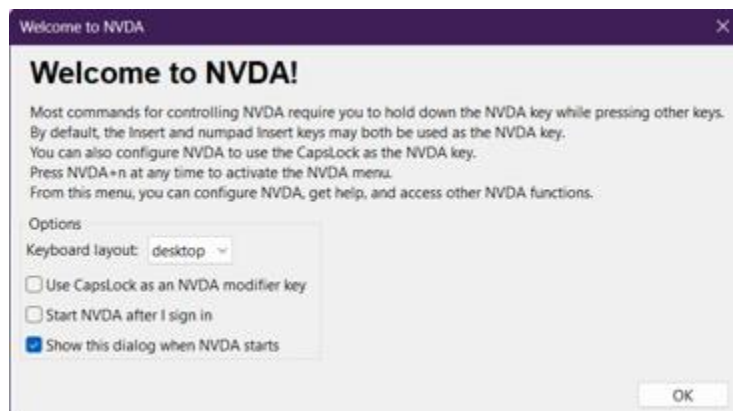 Welcome to NVDA
Welcome to NVDA!
Most commands for controlling NVDA require you to hold down the NVDA key while pressing other keys.
By default, the Insert and numpad Insert keys may both be used as the NVDA key.
You can also configure NVDA to use the CapsLock as the NVDA key.
Press NVDA+n at any time to activate the NVDA menu.
From this menu, you can configure NVDA, get help, and access other NVDA functions.
Options
Keyboard layout: desktop
Use CapsLock as an NVDA modifier key
Start NVDA after I sign in
Show this dialog when NVDA starts
OK